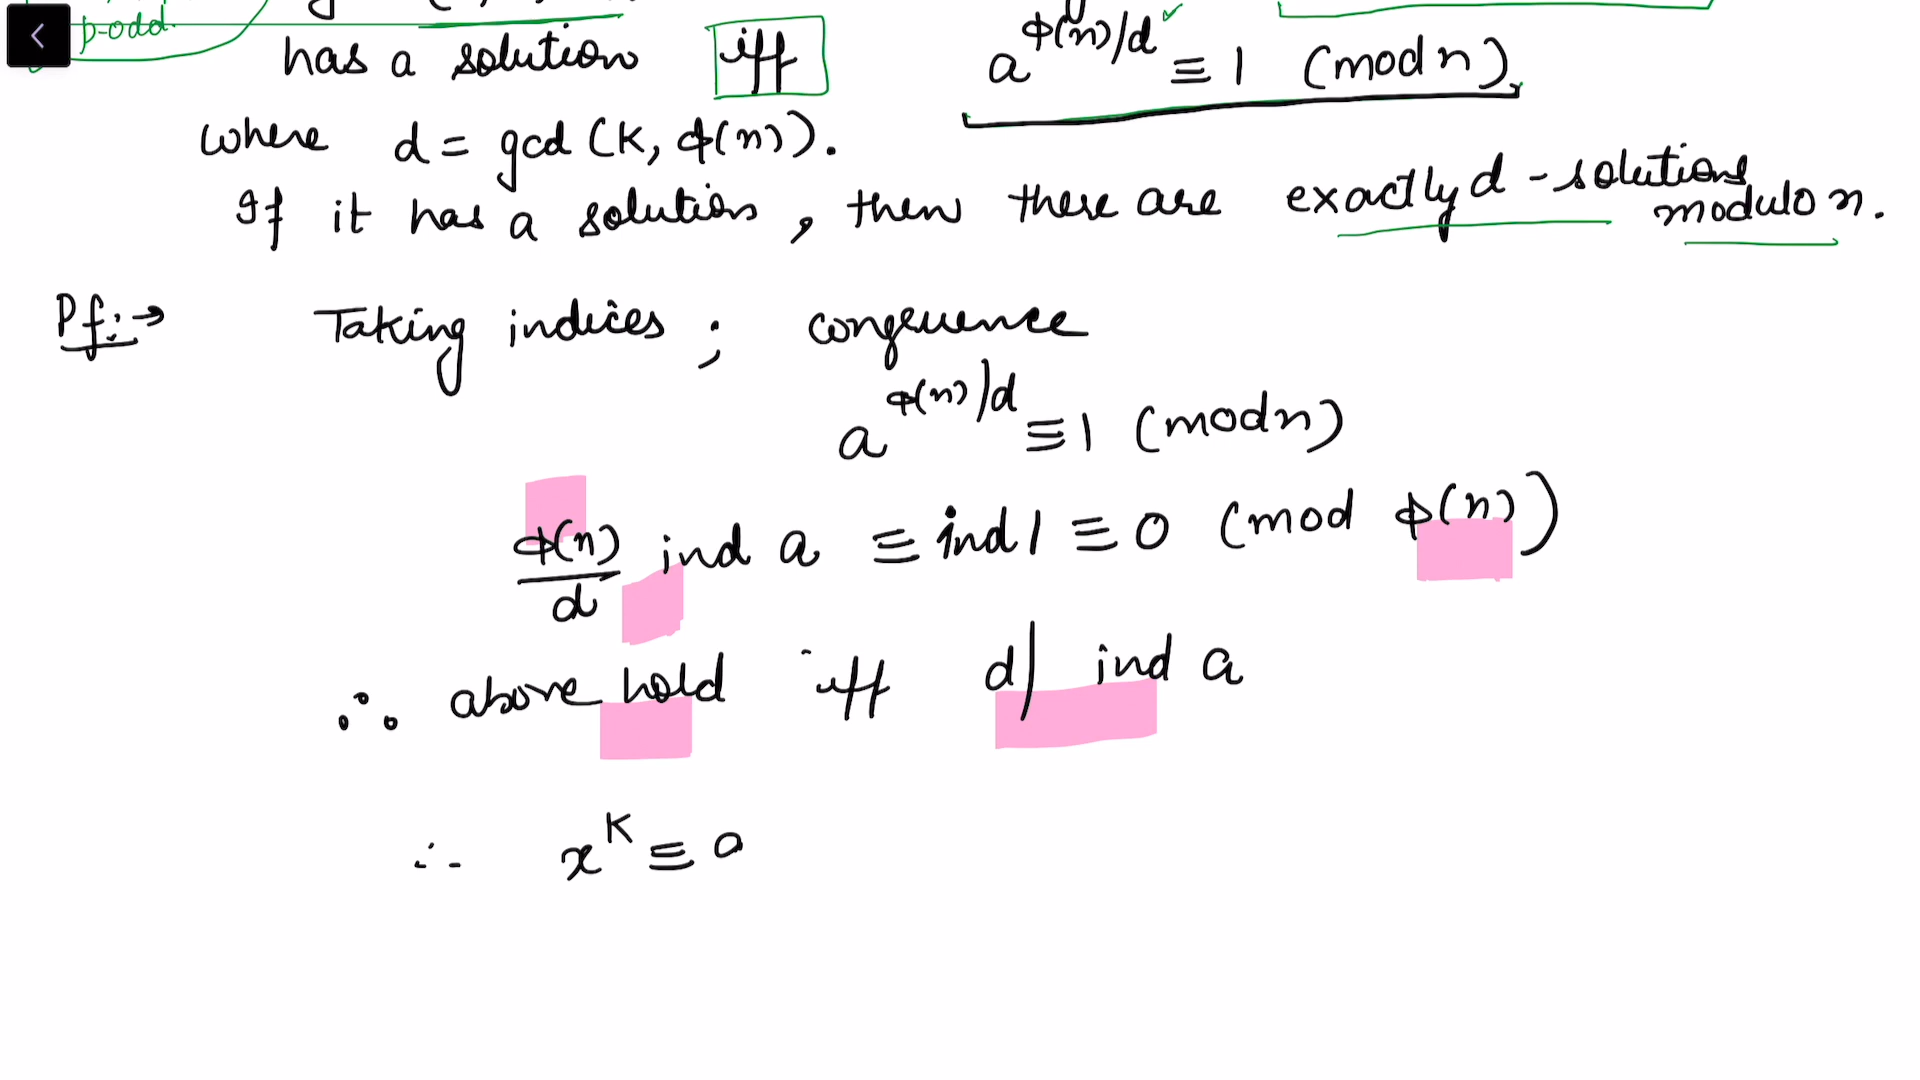 p-odd.
has a solution iff a^{ϕ(n)/d} ≡ 1 (mod n)
where d = gcd (K, ϕ(n)).
If it has a solution, then there are exactly d - solutions modulo n.
Pf:→ Taking indices ; congruence
a^{ϕ(n)/d} ≡ 1 (mod n)
ϕ(n)/d ind a ≡ ind 1 ≡ 0 (mod ϕ(n))
∴ above hold iff d | ind a
∴ x^K ≡ a